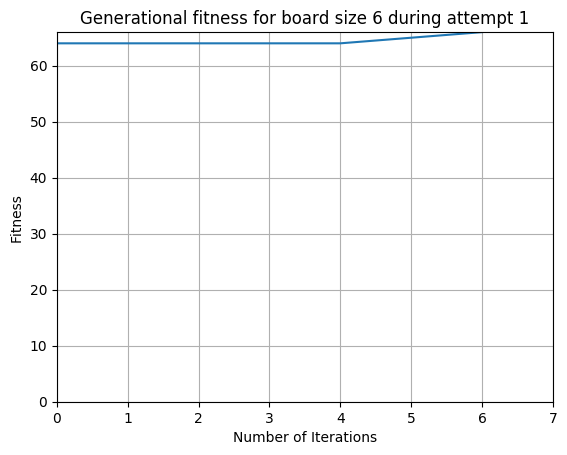 Generational fitness for board size 6 during attempt 1
Fitness
60
50
40
30
20
10
0
0 1 2 3 4 5 6 7
Number of Iterations